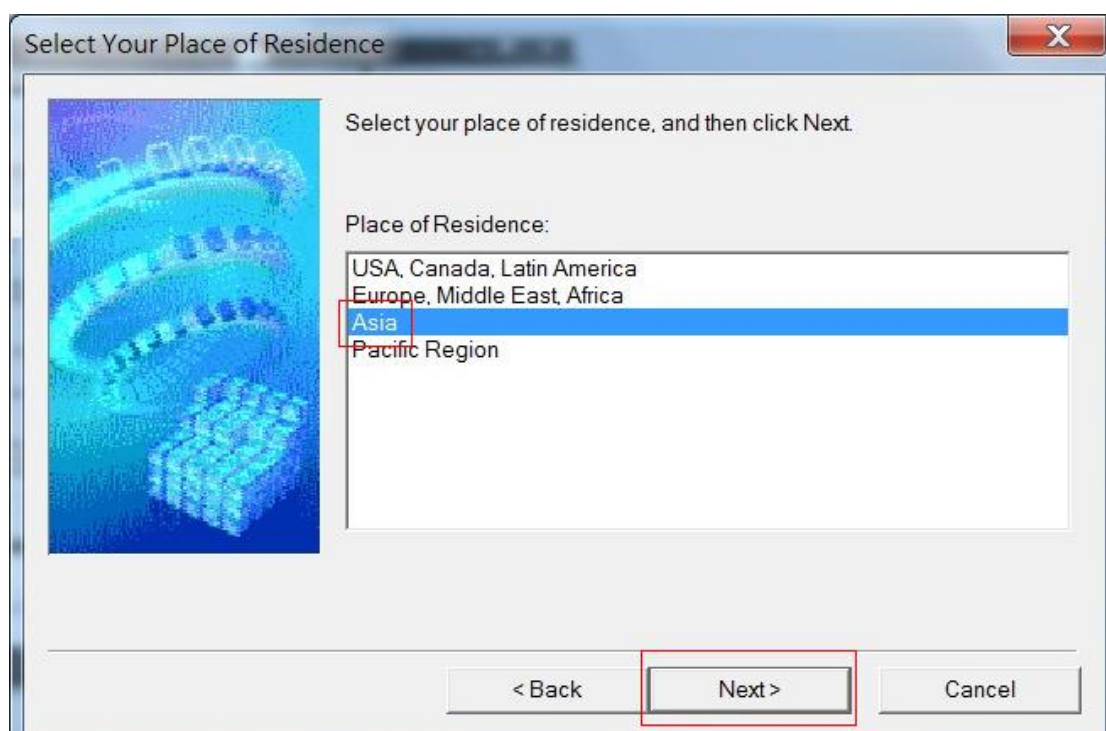 Select Your Place of Residence
Select your place of residence, and then click Next.
Place of Residence:
USA, Canada, Latin America
Europe, Middle East, Africa
Asia
Pacific Region
< Back
Next >
Cancel